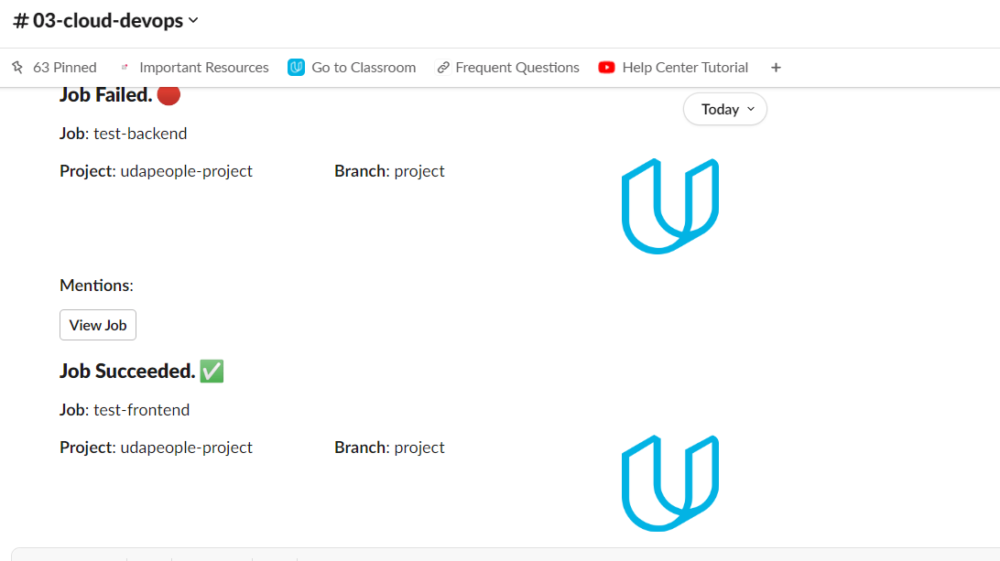 # 03-cloud-devops
63 Pinned Important Resources Go to Classroom Frequent Questions Help Center Tutorial +
Job Failed.
Today
Job: test-backend
Project: udapeople-project Branch: project
Mentions:
View Job
Job Succeeded.
Job: test-frontend
Project: udapeople-project Branch: project